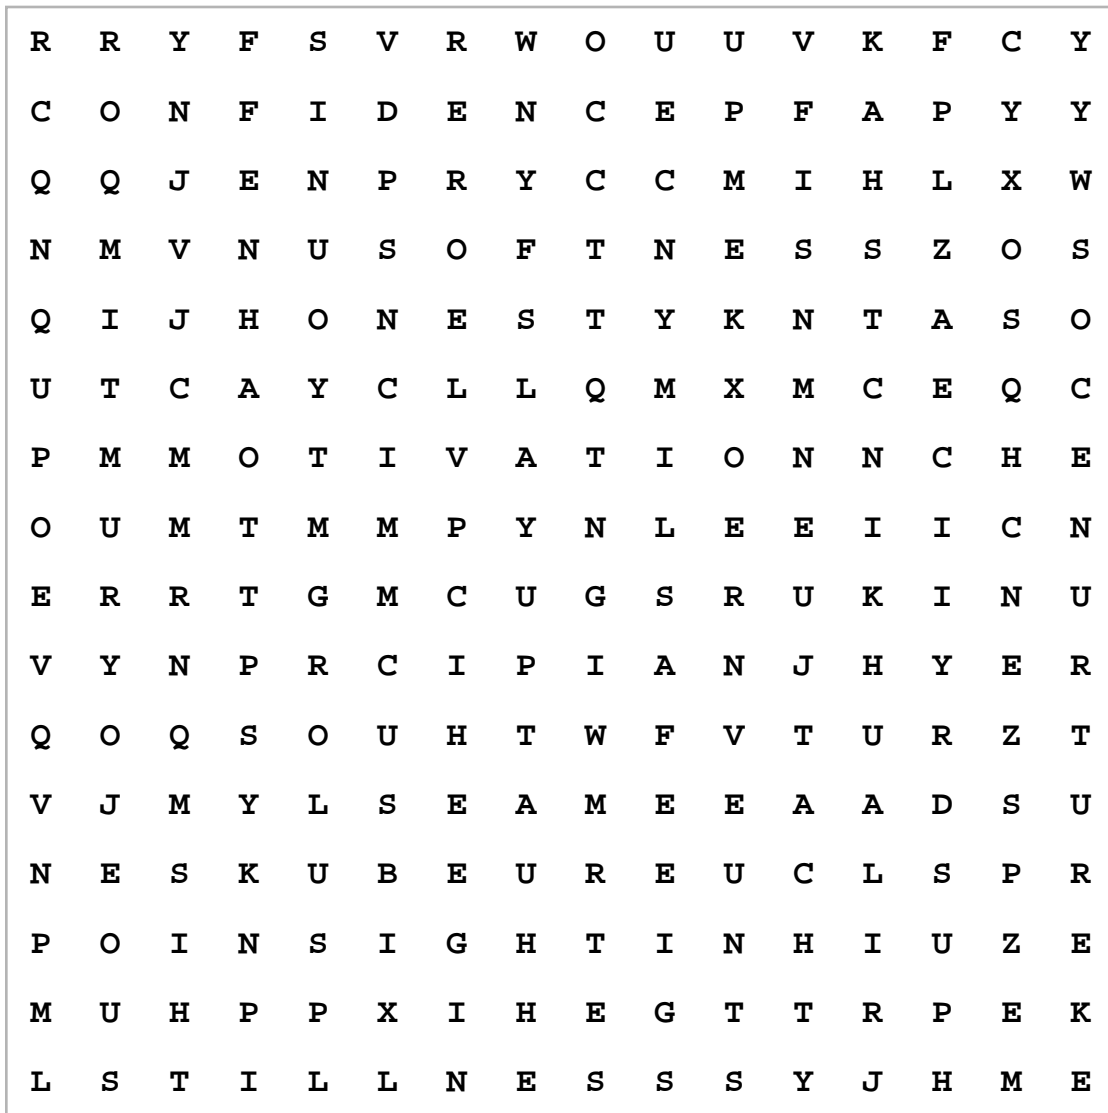 R R Y F S V R W O U U V K F C Y
C O N F I D E N C E P F A P Y Y
Q Q J E N P R Y C C M I H L X W
N M V N U S O F T N E S S Z O S
Q I J H O N E S T Y K N T A S O
U T C A Y C L L Q M X M C E Q C
P M M O T I V A T I O N N C H E
O U M T M M P Y N L E E I I C N
E R R T G M C U G S R U K I N U
V Y N P R C I P I A N J H Y E R
Q O Q S O U H T W F V T U R Z T
V J M Y L S E A M E E A A D S U
N E S K U B E U R E U C L S P R
P O I N S I G H T I N H I U Z E
M U H P P X I H E G T T R P E K
L S T I L L N E S S S Y J H M E